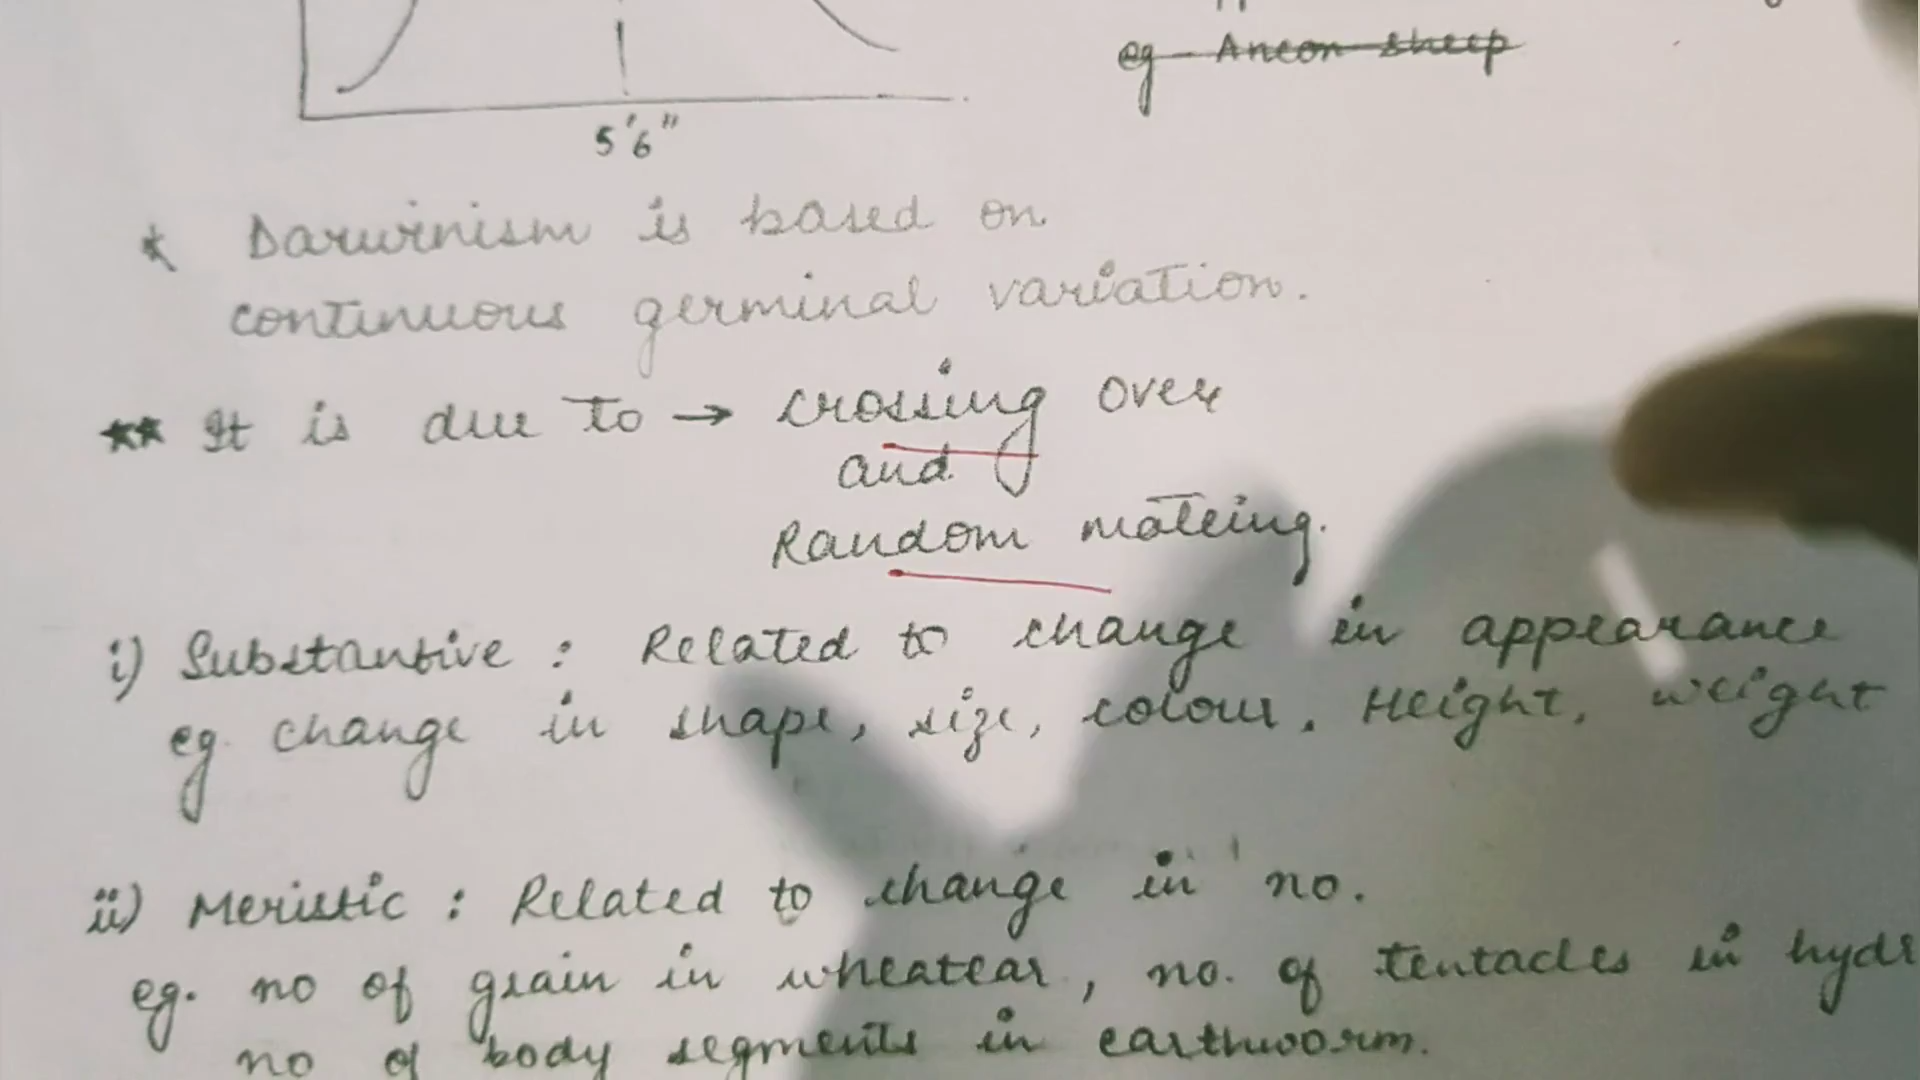 eg - Ancon sheep
5'6"
* Darwinism is based on
continuous germinal variation.
** It is due to → crossing over
and
Random mateing.
i) Substantive : Related to change in appearance
eg. change in shape, size, colour, Height, weight
ii) Meristic : Related to change in no.
eg. no of grain in wheatear, no. of tentacles in hydr
no of body segments in earthworm.